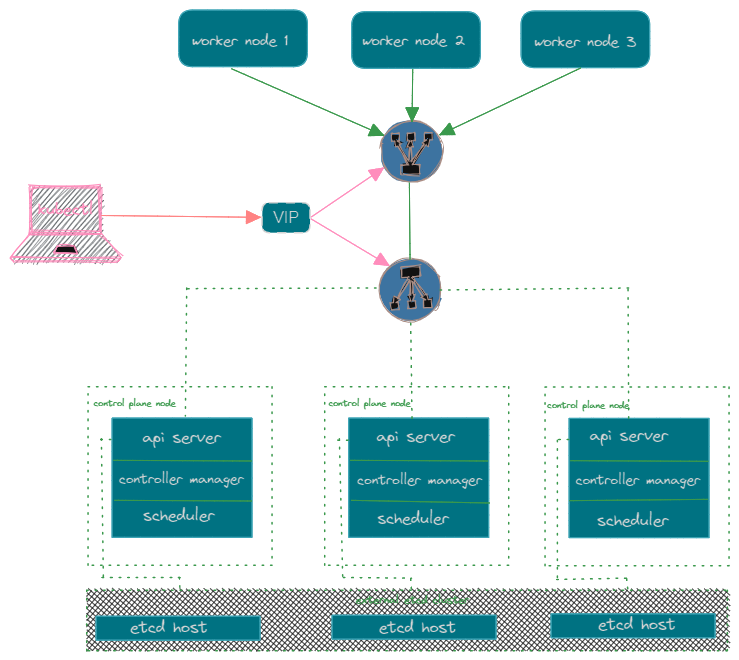 worker node 1
worker node 2
worker node 3
kubectl
VIP
control plane node
api server
controller manager
scheduler
control plane node
api server
controller manager
scheduler
control plane node
api server
controller manager
scheduler
etcd host
etcd host
etcd host